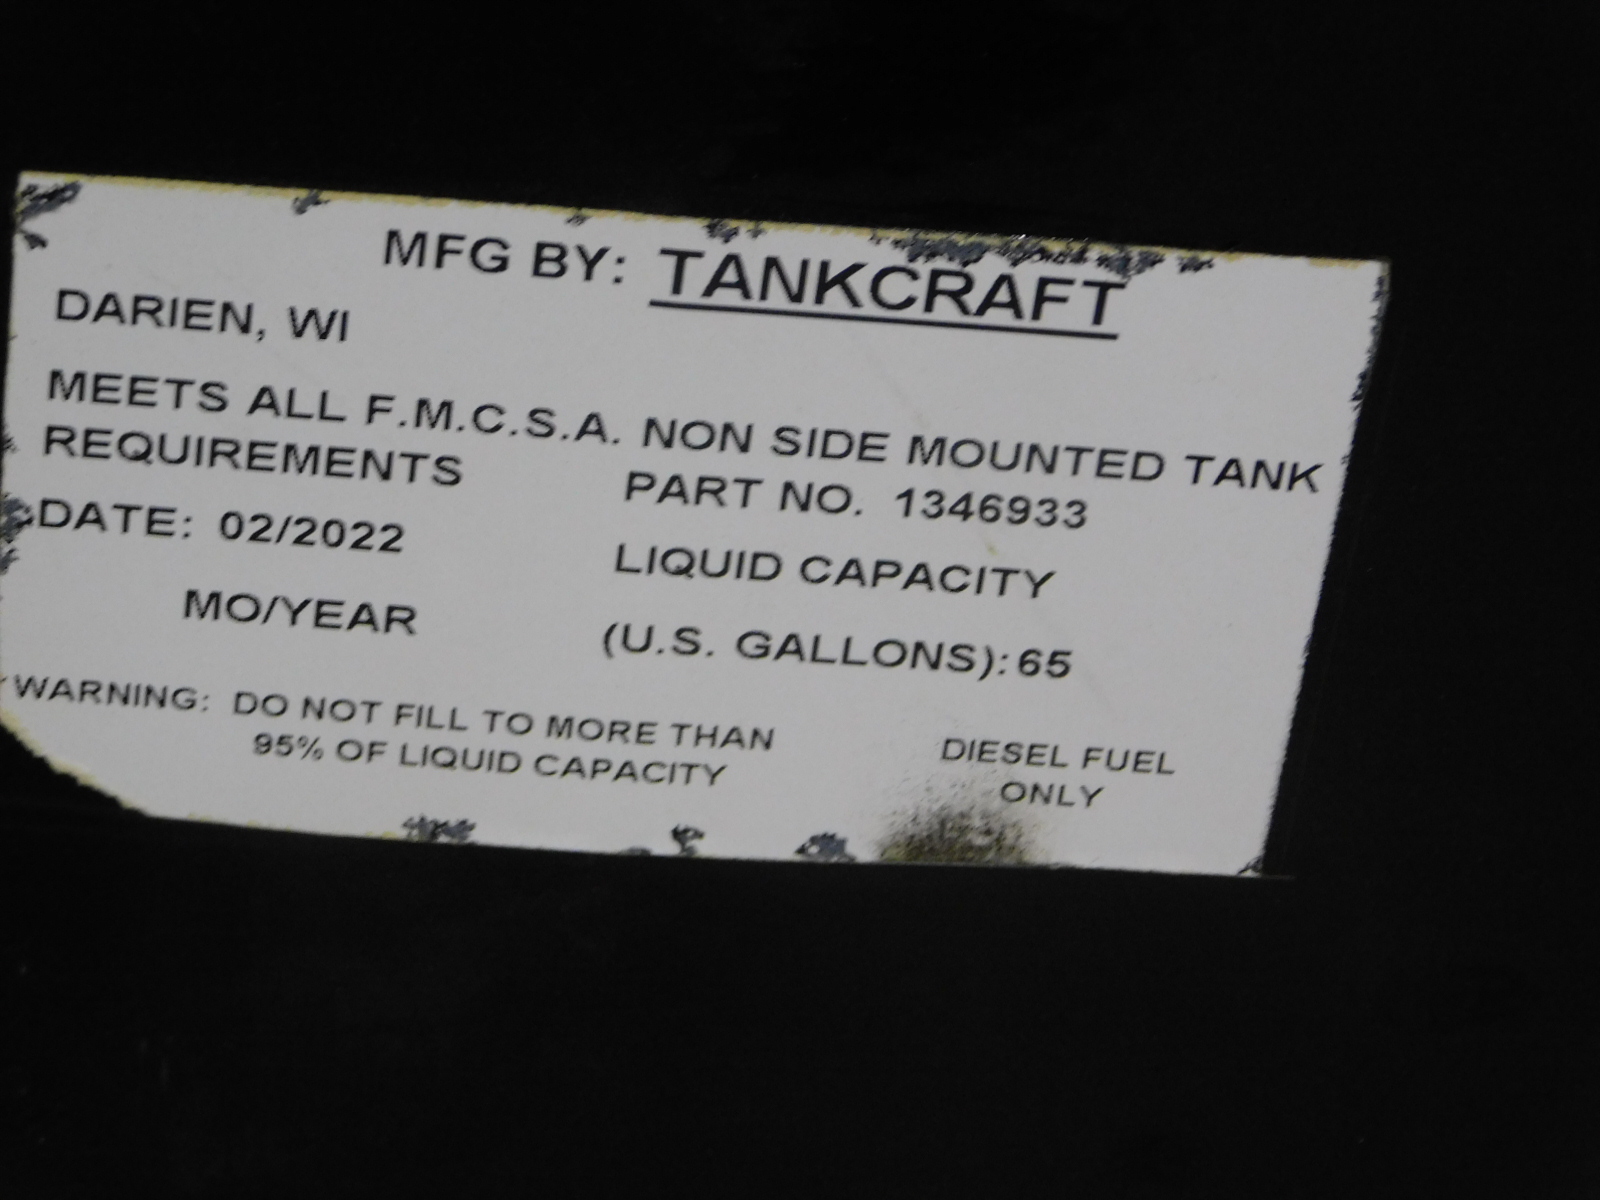 MFG BY: TANKCRAFT
DARIEN, WI
MEETS ALL F.M.C.S.A. NON SIDE MOUNTED TANK
REQUIREMENTS
PART NO. 1346933
DATE: 02/2022
LIQUID CAPACITY
MO/YEAR
(U.S. GALLONS): 65
WARNING: DO NOT FILL TO MORE THAN
95% OF LIQUID CAPACITY
DIESEL FUEL
ONLY